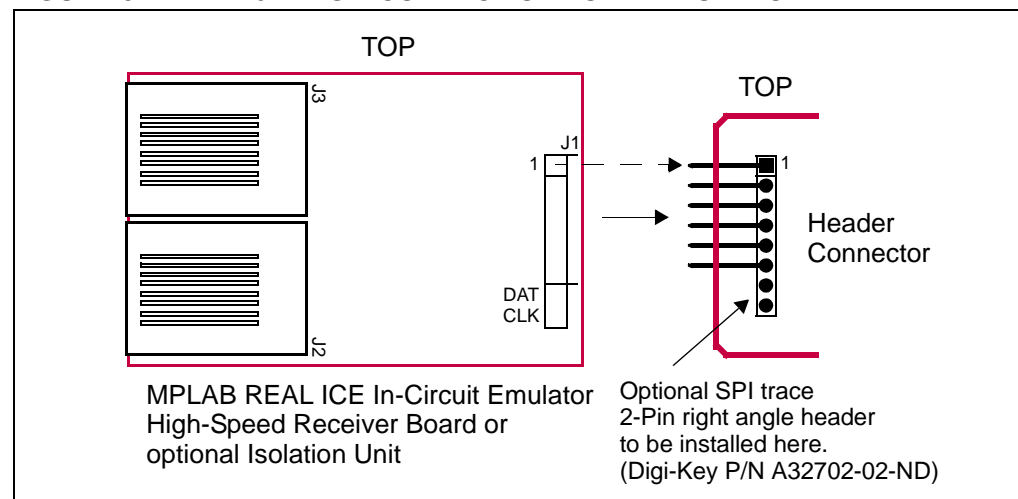 TOP
J3
J1
1
DAT
CLK
J2
MPLAB REAL ICE In-Circuit Emulator
High-Speed Receiver Board or
optional Isolation Unit
TOP
1
Header
Connector
Optional SPI trace
2-Pin right angle header
to be installed here.
(Digi-Key P/N A32702-02-ND)